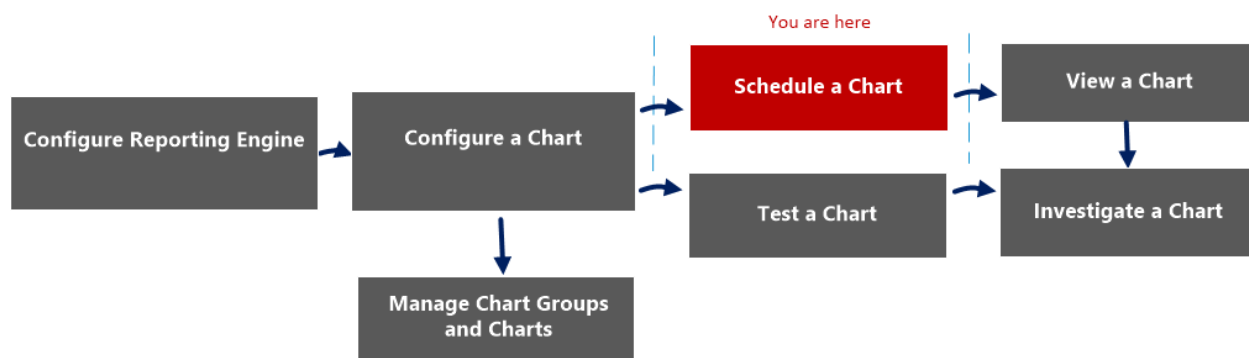 You are here
Configure Reporting Engine
Configure a Chart
Schedule a Chart
View a Chart
Test a Chart
Investigate a Chart
Manage Chart Groups
and Charts